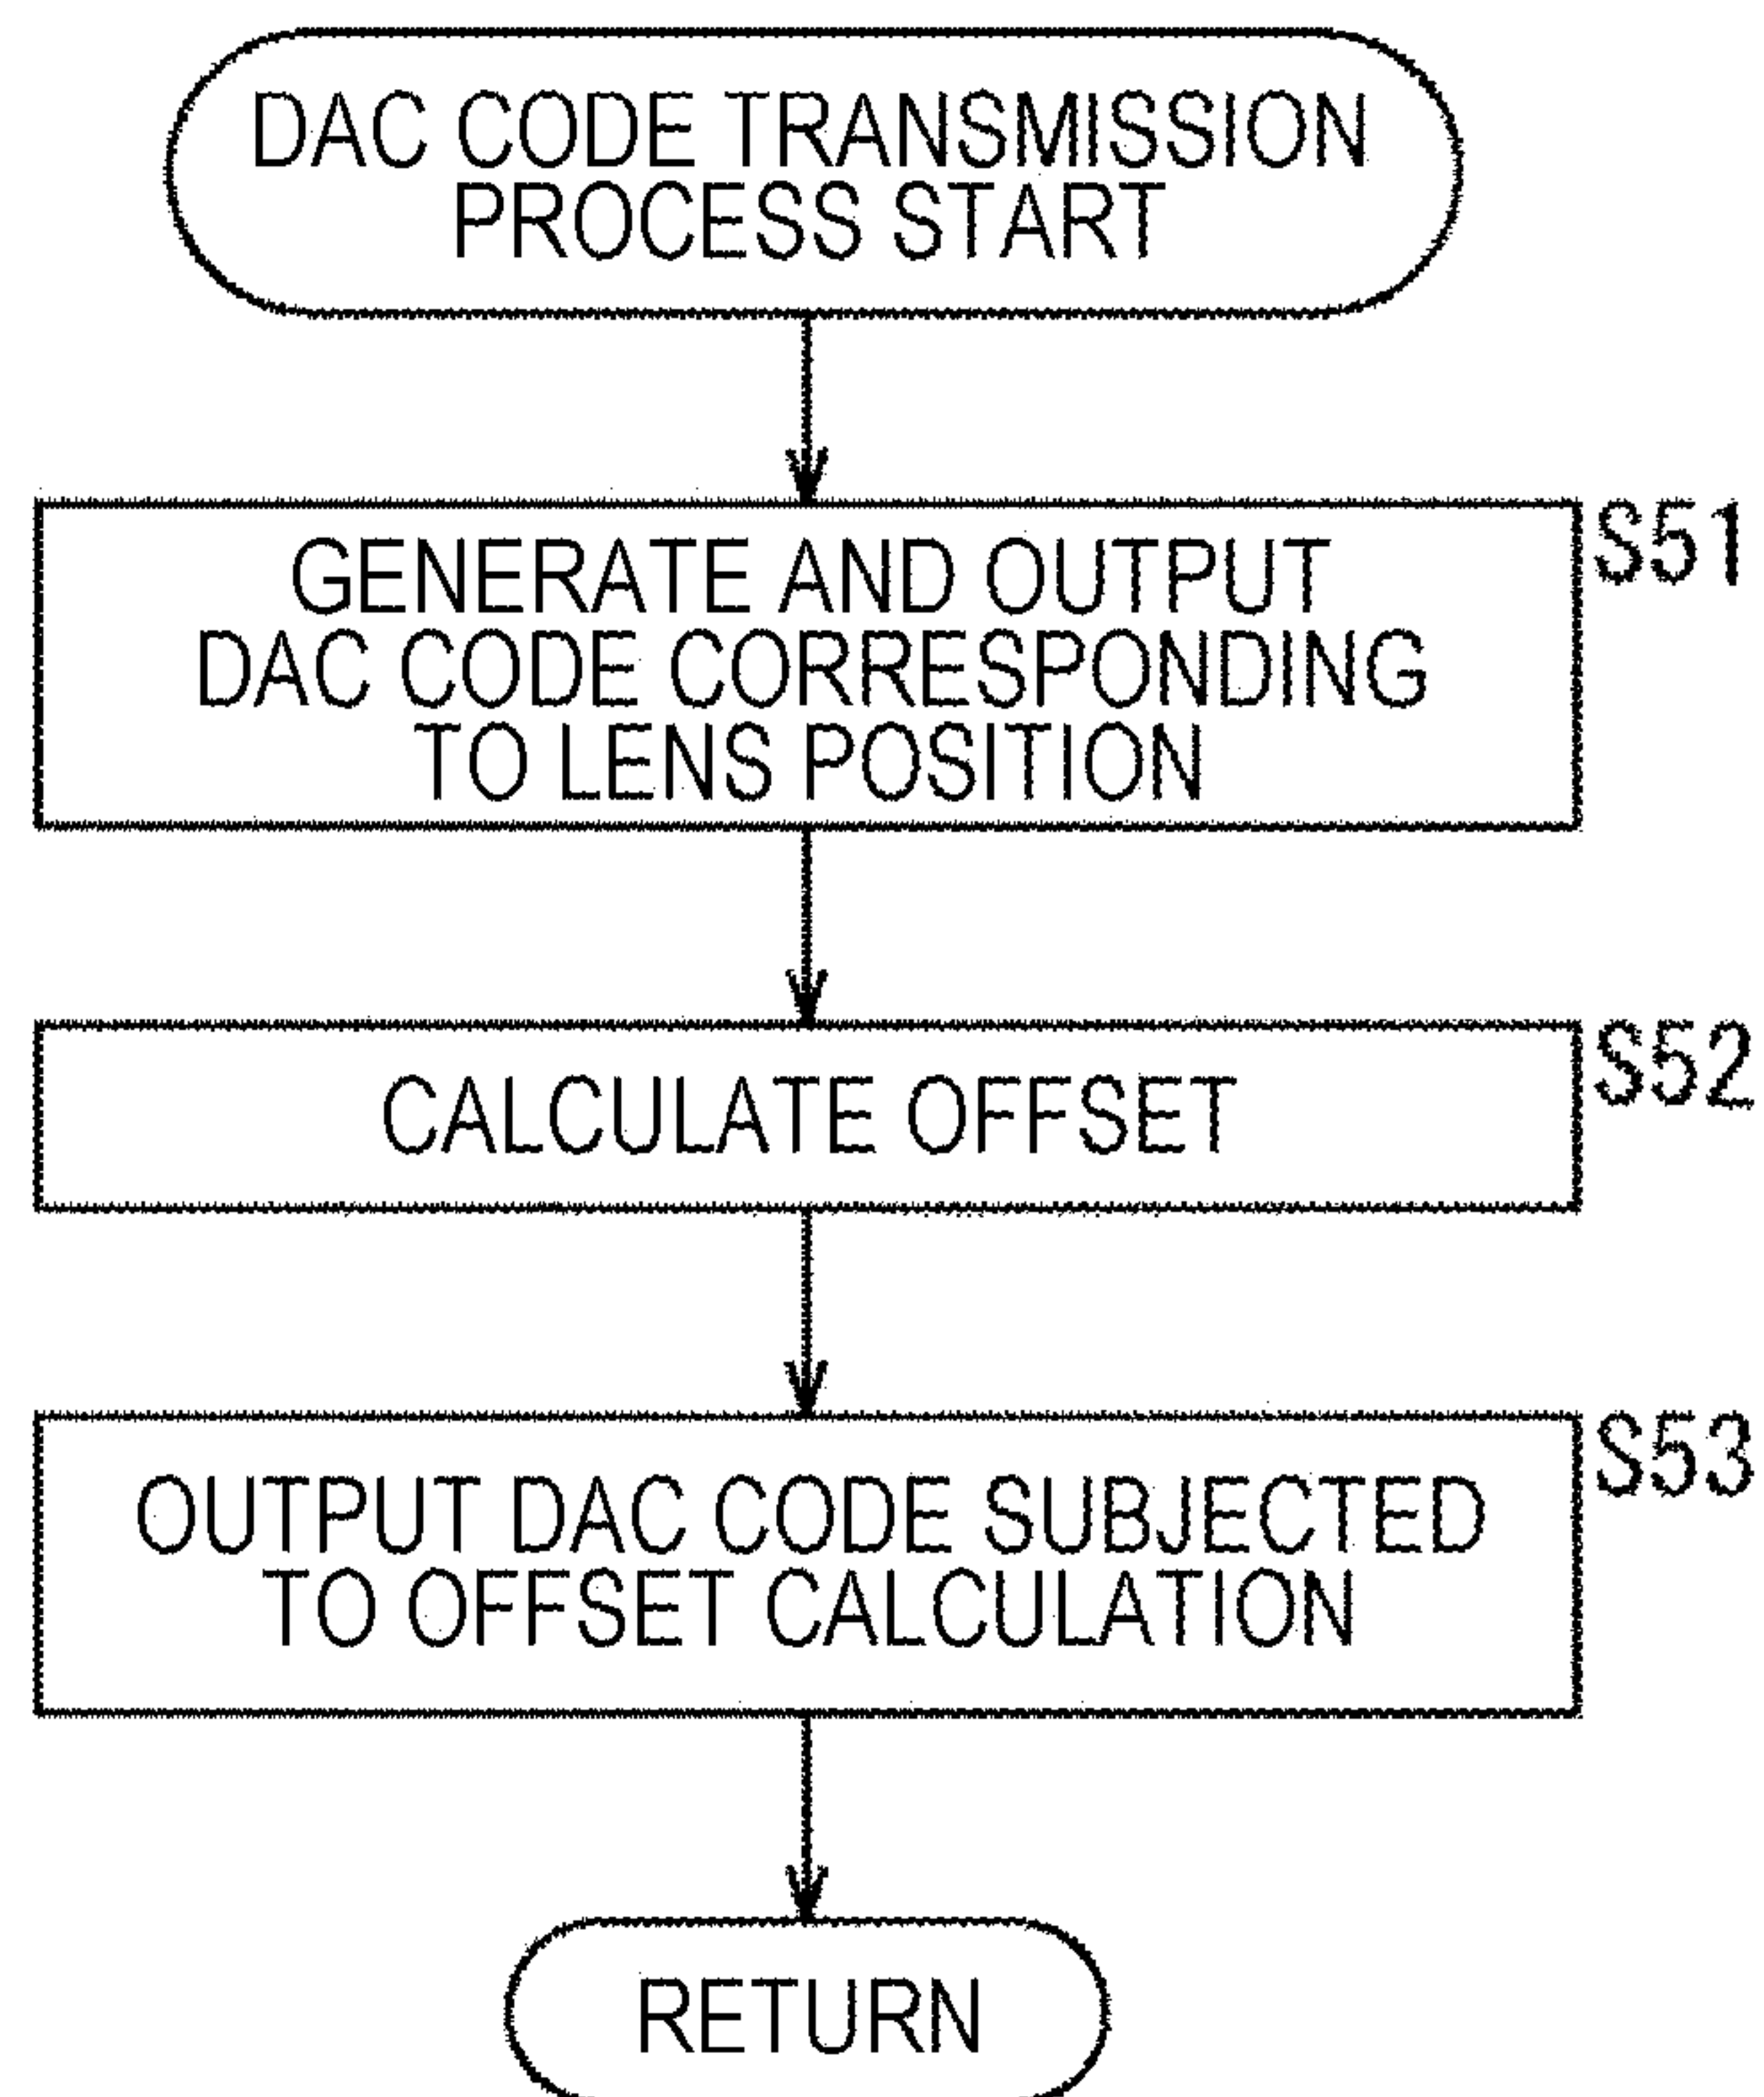 DAC CODE TRANSMISSION
PROCESS START
GENERATE AND OUTPUT
DAC CODE CORRESPONDING
TO LENS POSITION
S51
CALCULATE OFFSET
S52
OUTPUT DAC CODE SUBJECTED
TO OFFSET CALCULATION
S53
RETURN